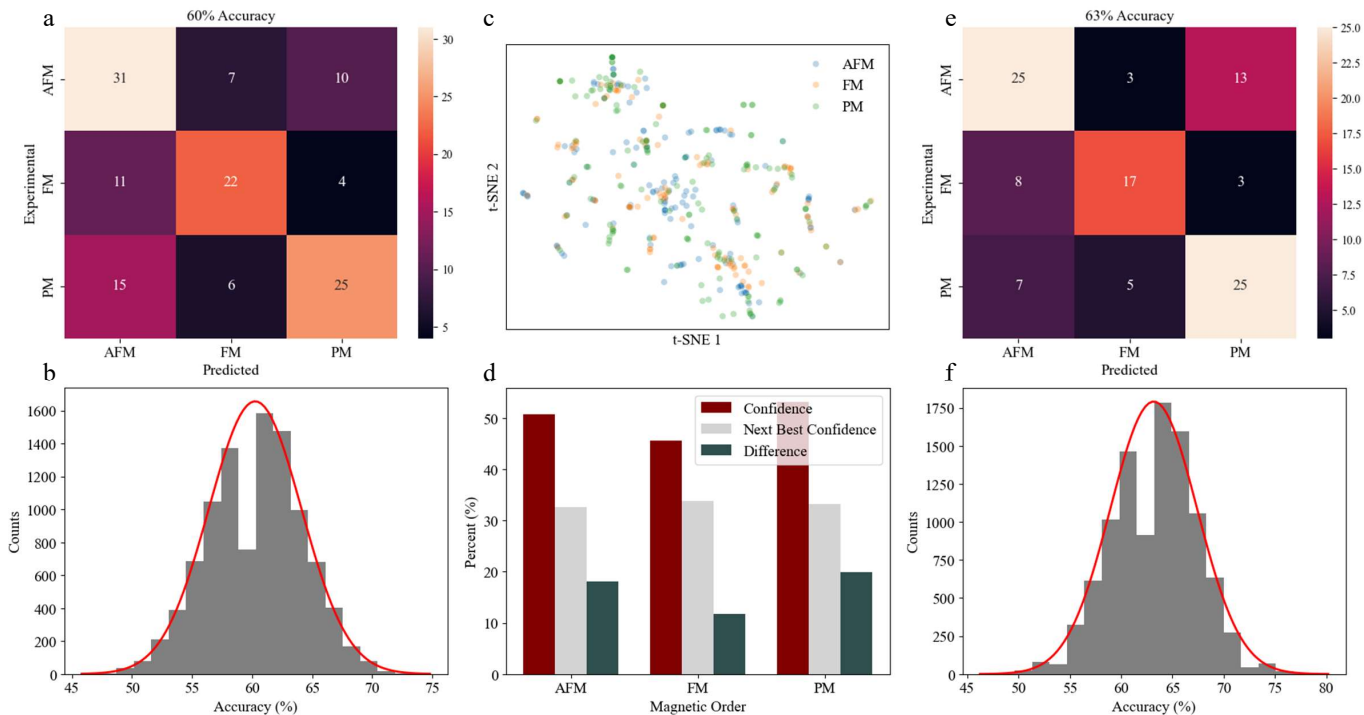 a
60% Accuracy
AFM
FM
PM
Experimental
31 7 10
11 22 4
15 6 25
AFM FM PM
Predicted
30
25
20
15
10
5
c
AFM
FM
PM
t-SNE 2
t-SNE 1
e
63% Accuracy
AFM
FM
PM
Experimental
25 3 13
8 17 3
7 5 25
AFM FM PM
Predicted
25.0
22.5
20.0
17.5
15.0
12.5
10.0
7.5
5.0
b
Counts
1600
1400
1200
1000
800
600
400
200
0
45 50 55 60 65 70 75
Accuracy (%)
d
Percent (%)
50
40
30
20
10
0
Confidence
Next Best Confidence
Difference
AFM FM PM
Magnetic Order
f
Counts
1750
1500
1250
1000
750
500
250
0
45 50 55 60 65 70 75 80
Accuracy (%)